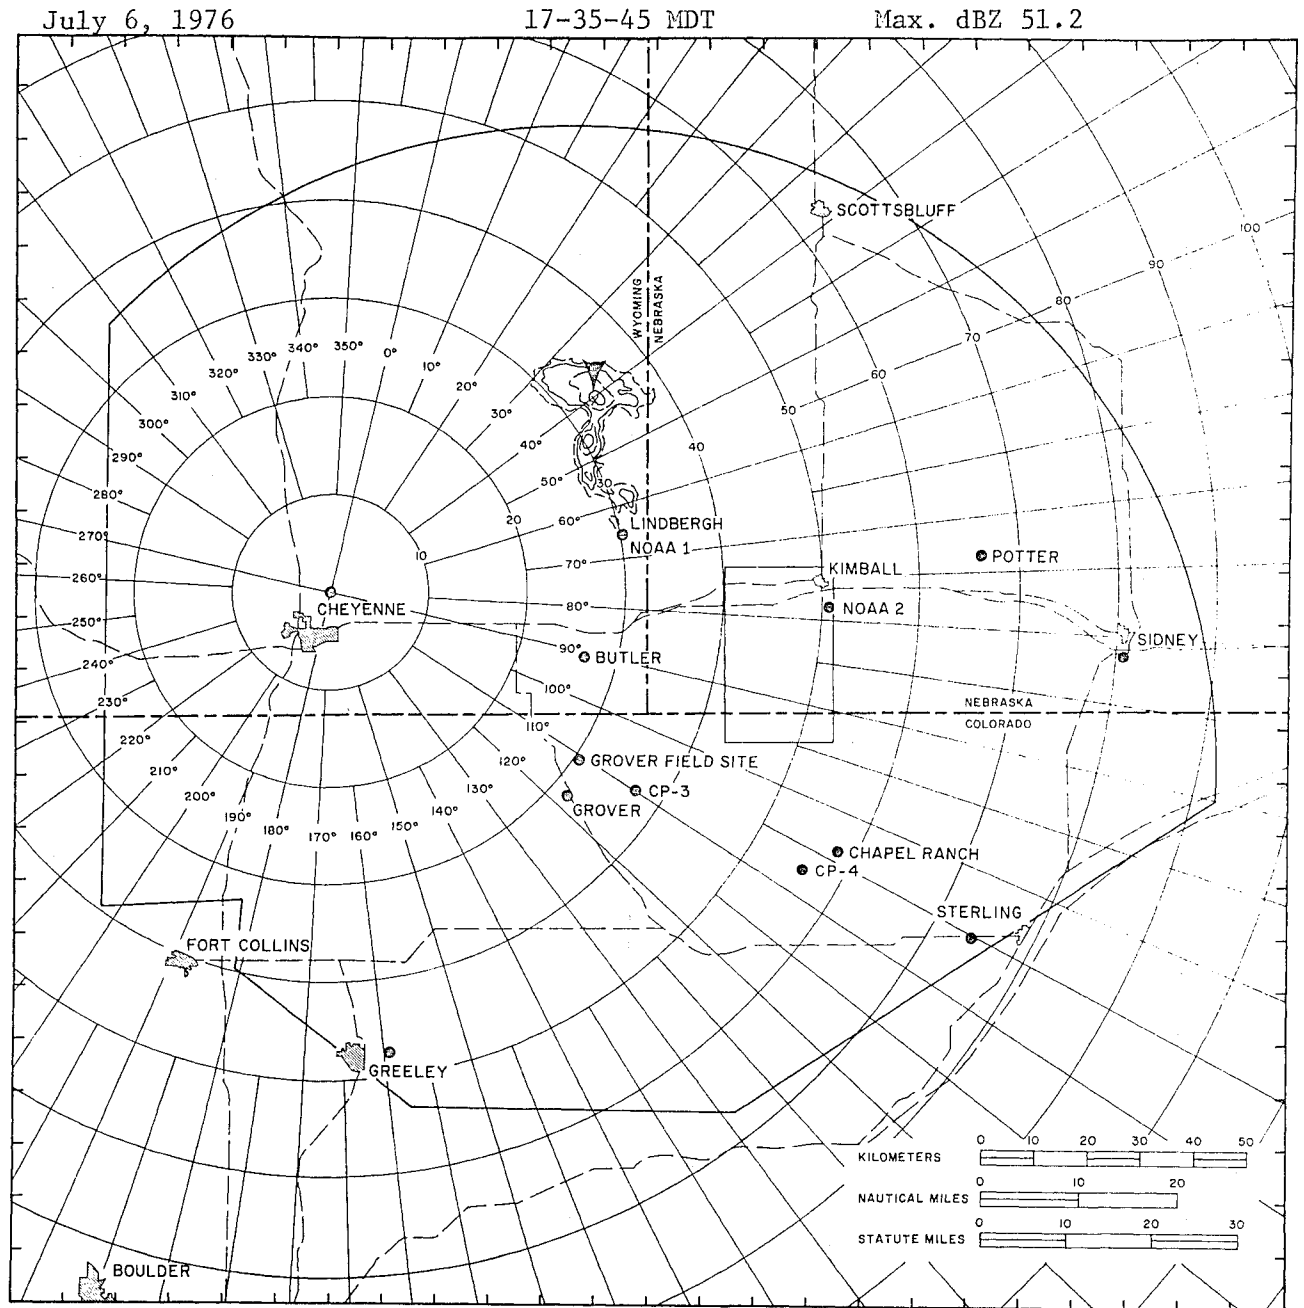 July 6, 1976 17-35-45 MDT Max. dBZ 51.2
SCOTTSBLUFF
100
90
80
70
60
50
40
30
20
10
WYOMING
NEBRASKA
350°
0°
10°
20°
30°
40°
50°
60°
70°
80°
90°
100°
110°
120°
130°
140°
150°
160°
170°
180°
190°
200°
210°
220°
230°
240°
250°
260°
270°
280°
290°
300°
310°
320°
330°
340°
LINDBERGH
NOAA 1
POTTER
KIMBALL
NOAA 2
CHEYENNE
SIDNEY
BUTLER
NEBRASKA
COLORADO
GROVER FIELD SITE
CP-3
GROVER
CHAPEL RANCH
CP-4
STERLING
FORT COLLINS
GREELEY
BOULDER
0 10 20 30 40 50
KILOMETERS
0 10 20
NAUTICAL MILES
0 10 20 30
STATUTE MILES